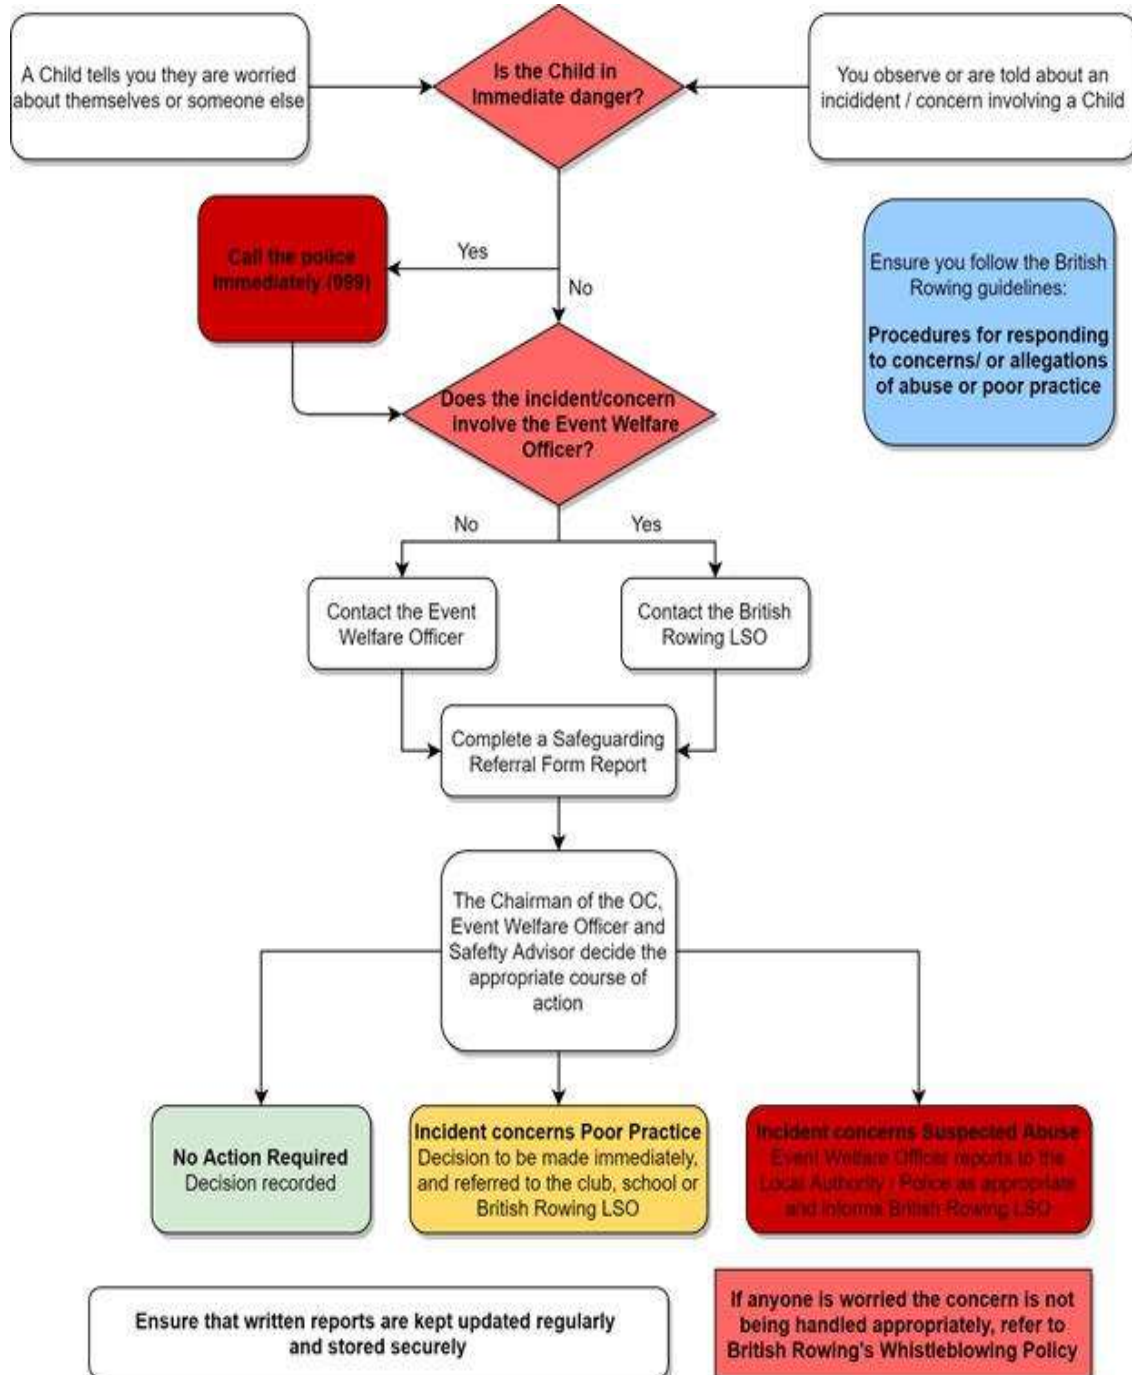 A Child tells you they are worried
about themselves or someone else
Is the Child in
Immediate danger?
You observe or are told about an
incidident / concern involving a Child
Call the police
immediately (999)
Yes
No
Ensure you follow the British
Rowing guidelines:
Procedures for responding
to concerns/ or allegations
of abuse or poor practice
Does the incident/concern
involve the Event Welfare
Officer?
No
Yes
Contact the Event
Welfare Officer
Contact the British
Rowing LSO
Complete a Safeguarding
Referral Form Report
The Chairman of the OC,
Event Welfare Officer and
Safefty Advisor decide the
appropriate course of
action
No Action Required
Decision recorded
Incident concerns Poor Practice
Decision to be made immediately,
and referred to the club, school or
British Rowing LSO
Incident concerns Suspected Abuse
Event Welfare Officer reports to the
Local Authority / Police as appropriate
and informs British Rowing LSO
Ensure that written reports are kept updated regularly
and stored securely
If anyone is worried the concern is not
being handled appropriately, refer to
British Rowing's Whistleblowing Policy